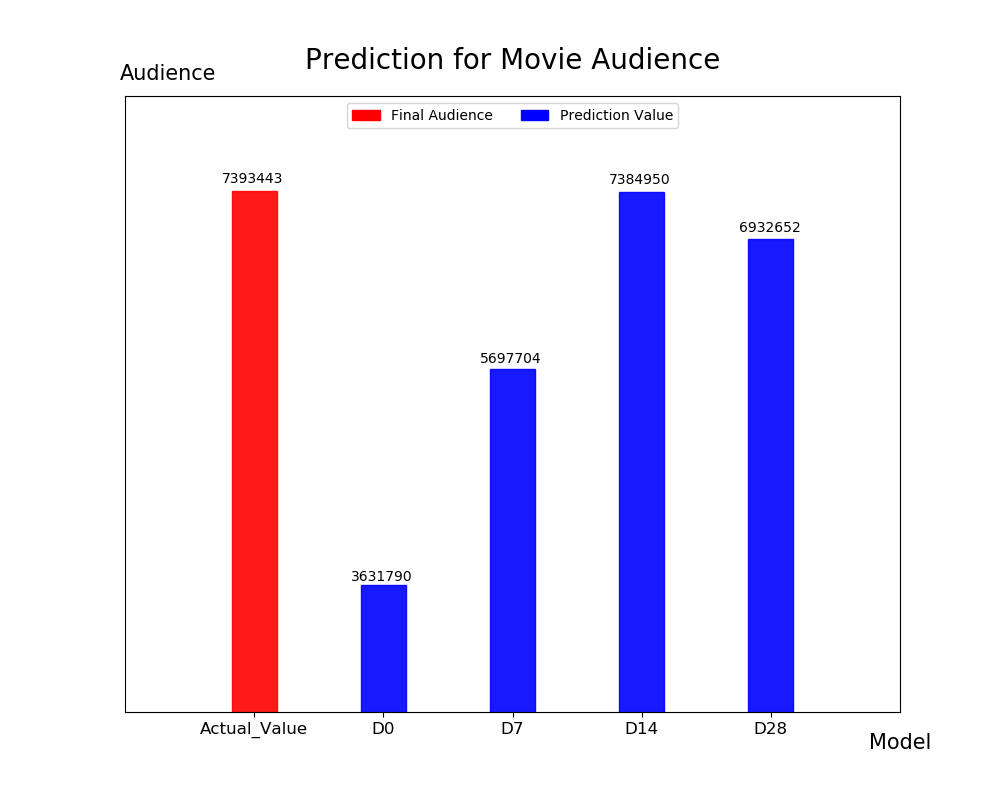 Prediction for Movie Audience
Audience
Final Audience Prediction Value
7393443
7384950
6932652
5697704
3631790
Actual_Value D0 D7 D14 D28
Model